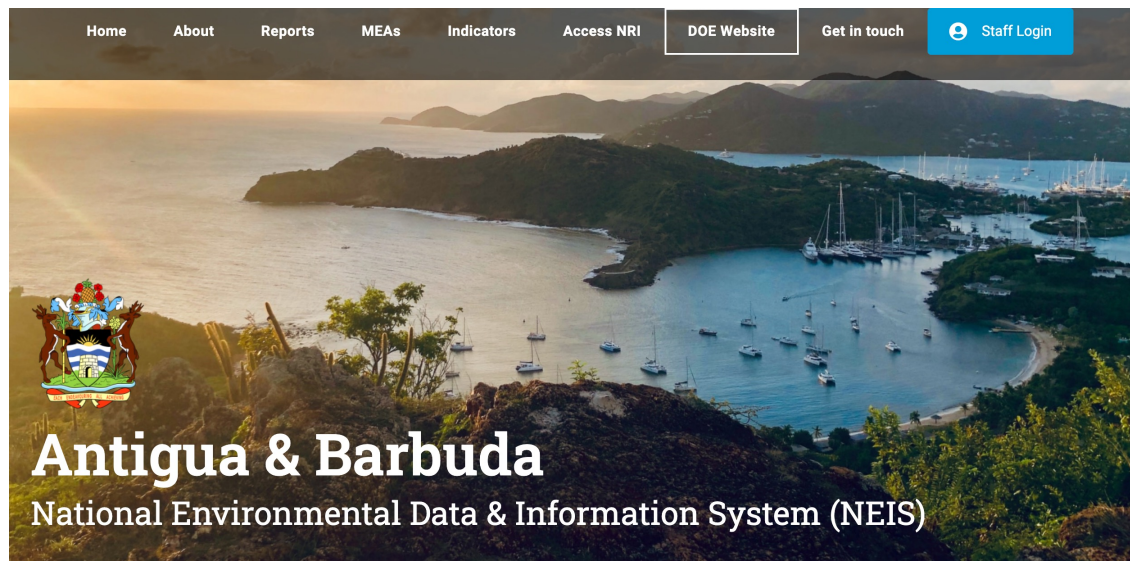 Home About Reports MEAs Indicators Access NRI DOE Website Get in touch Staff Login
Antigua & Barbuda
National Environmental Data & Information System (NEIS)